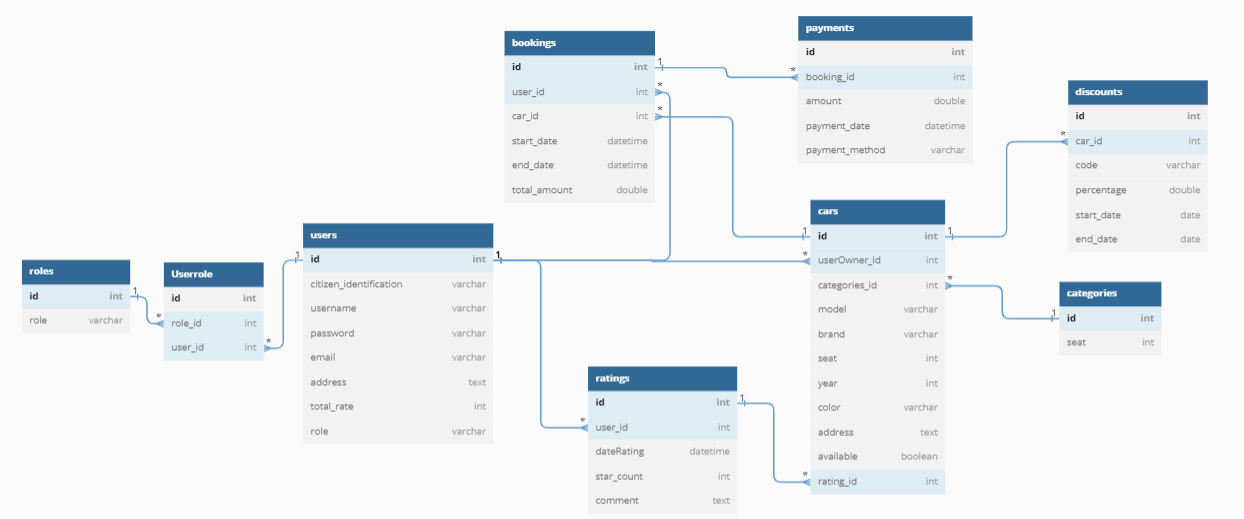 bookings
id int
user_id int
car_id int
start_date datetime
end_date datetime
total_amount double
payments
id int
booking_id int
amount double
payment_date datetime
payment_method varchar
discounts
id int
car_id int
code varchar
percentage double
start_date date
end_date date
roles
id int
role varchar
Userrole
id int
role_id int
user_id int
users
id int
citizen_identification varchar
username varchar
password varchar
email varchar
address text
total_rate int
role varchar
ratings
id int
user_id int
dateRating datetime
star_count int
comment text
cars
id int
userOwner_id int
categories_id int
model varchar
brand varchar
seat int
year int
color varchar
address text
available boolean
rating_id int
categories
id int
seat int
1 *
* 
* 1
1 *
1 *
* 1
1 *
1 *
*
1 *